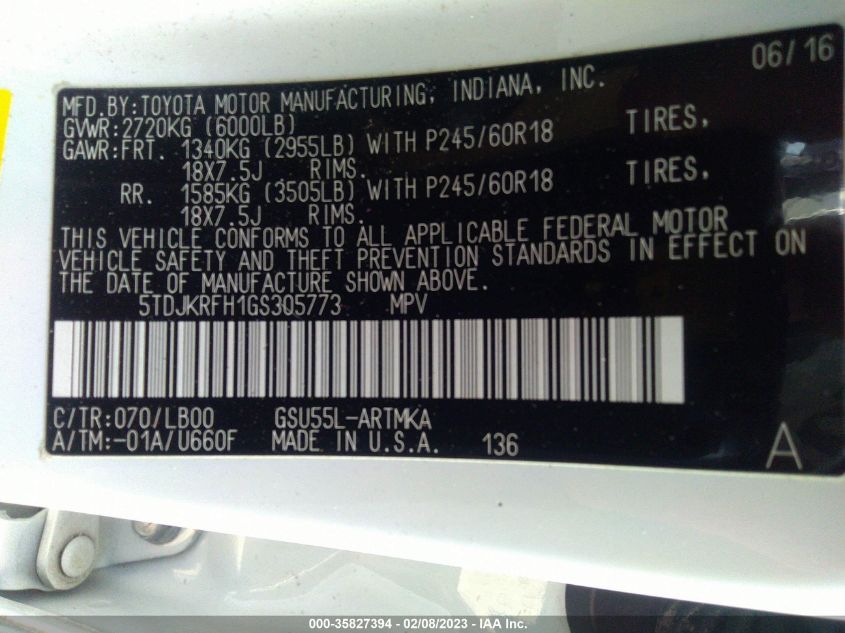 06/16
MFD.BY:TOYOTA MOTOR MANUFACTURING, INDIANA, INC.
GVWR:2720KG (6000LB)
GAWR:FRT. 1340KG (2955LB) WITH P245/60R18 TIRES,
18X7.5J RIMS.
RR. 1585KG (3505LB) WITH P245/60R18 TIRES,
18X7.5J RIMS.
THIS VEHICLE CONFORMS TO ALL APPLICABLE FEDERAL MOTOR
VEHICLE SAFETY AND THEFT PREVENTION STANDARDS IN EFFECT ON
THE DATE OF MANUFACTURE SHOWN ABOVE.
5TDJKRFH1GS305773 MPV
C/TR:070/LB00 GSU55L-ARTMKA
A/TM:-01A/U660F MADE IN U.S.A. 136 A
000-35827394 - 02/08/2023 - IAA Inc.